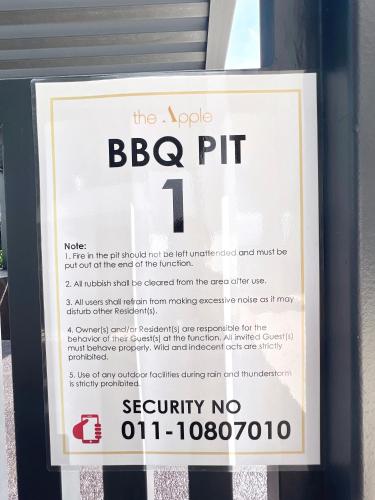 the Apple
BBQ PIT
1
Note:
1. Fire in the pit should not be left unattended and must be
put out at the end of the function.
2. All rubbish shall be cleared from the area after use.
3. All users shall refrain from making excessive noise as it may
disturb other Resident(s).
4. Owner(s) and/or Resident(s) are responsible for the
behavior of their Guest(s) at the function. All invited Guest(s)
must behave properly. Wild and indecent acts are strictly
prohibited.
5. Use of any outdoor facilities during rain and thunderstorm
is strictly prohibited.
SECURITY NO
011-10807010